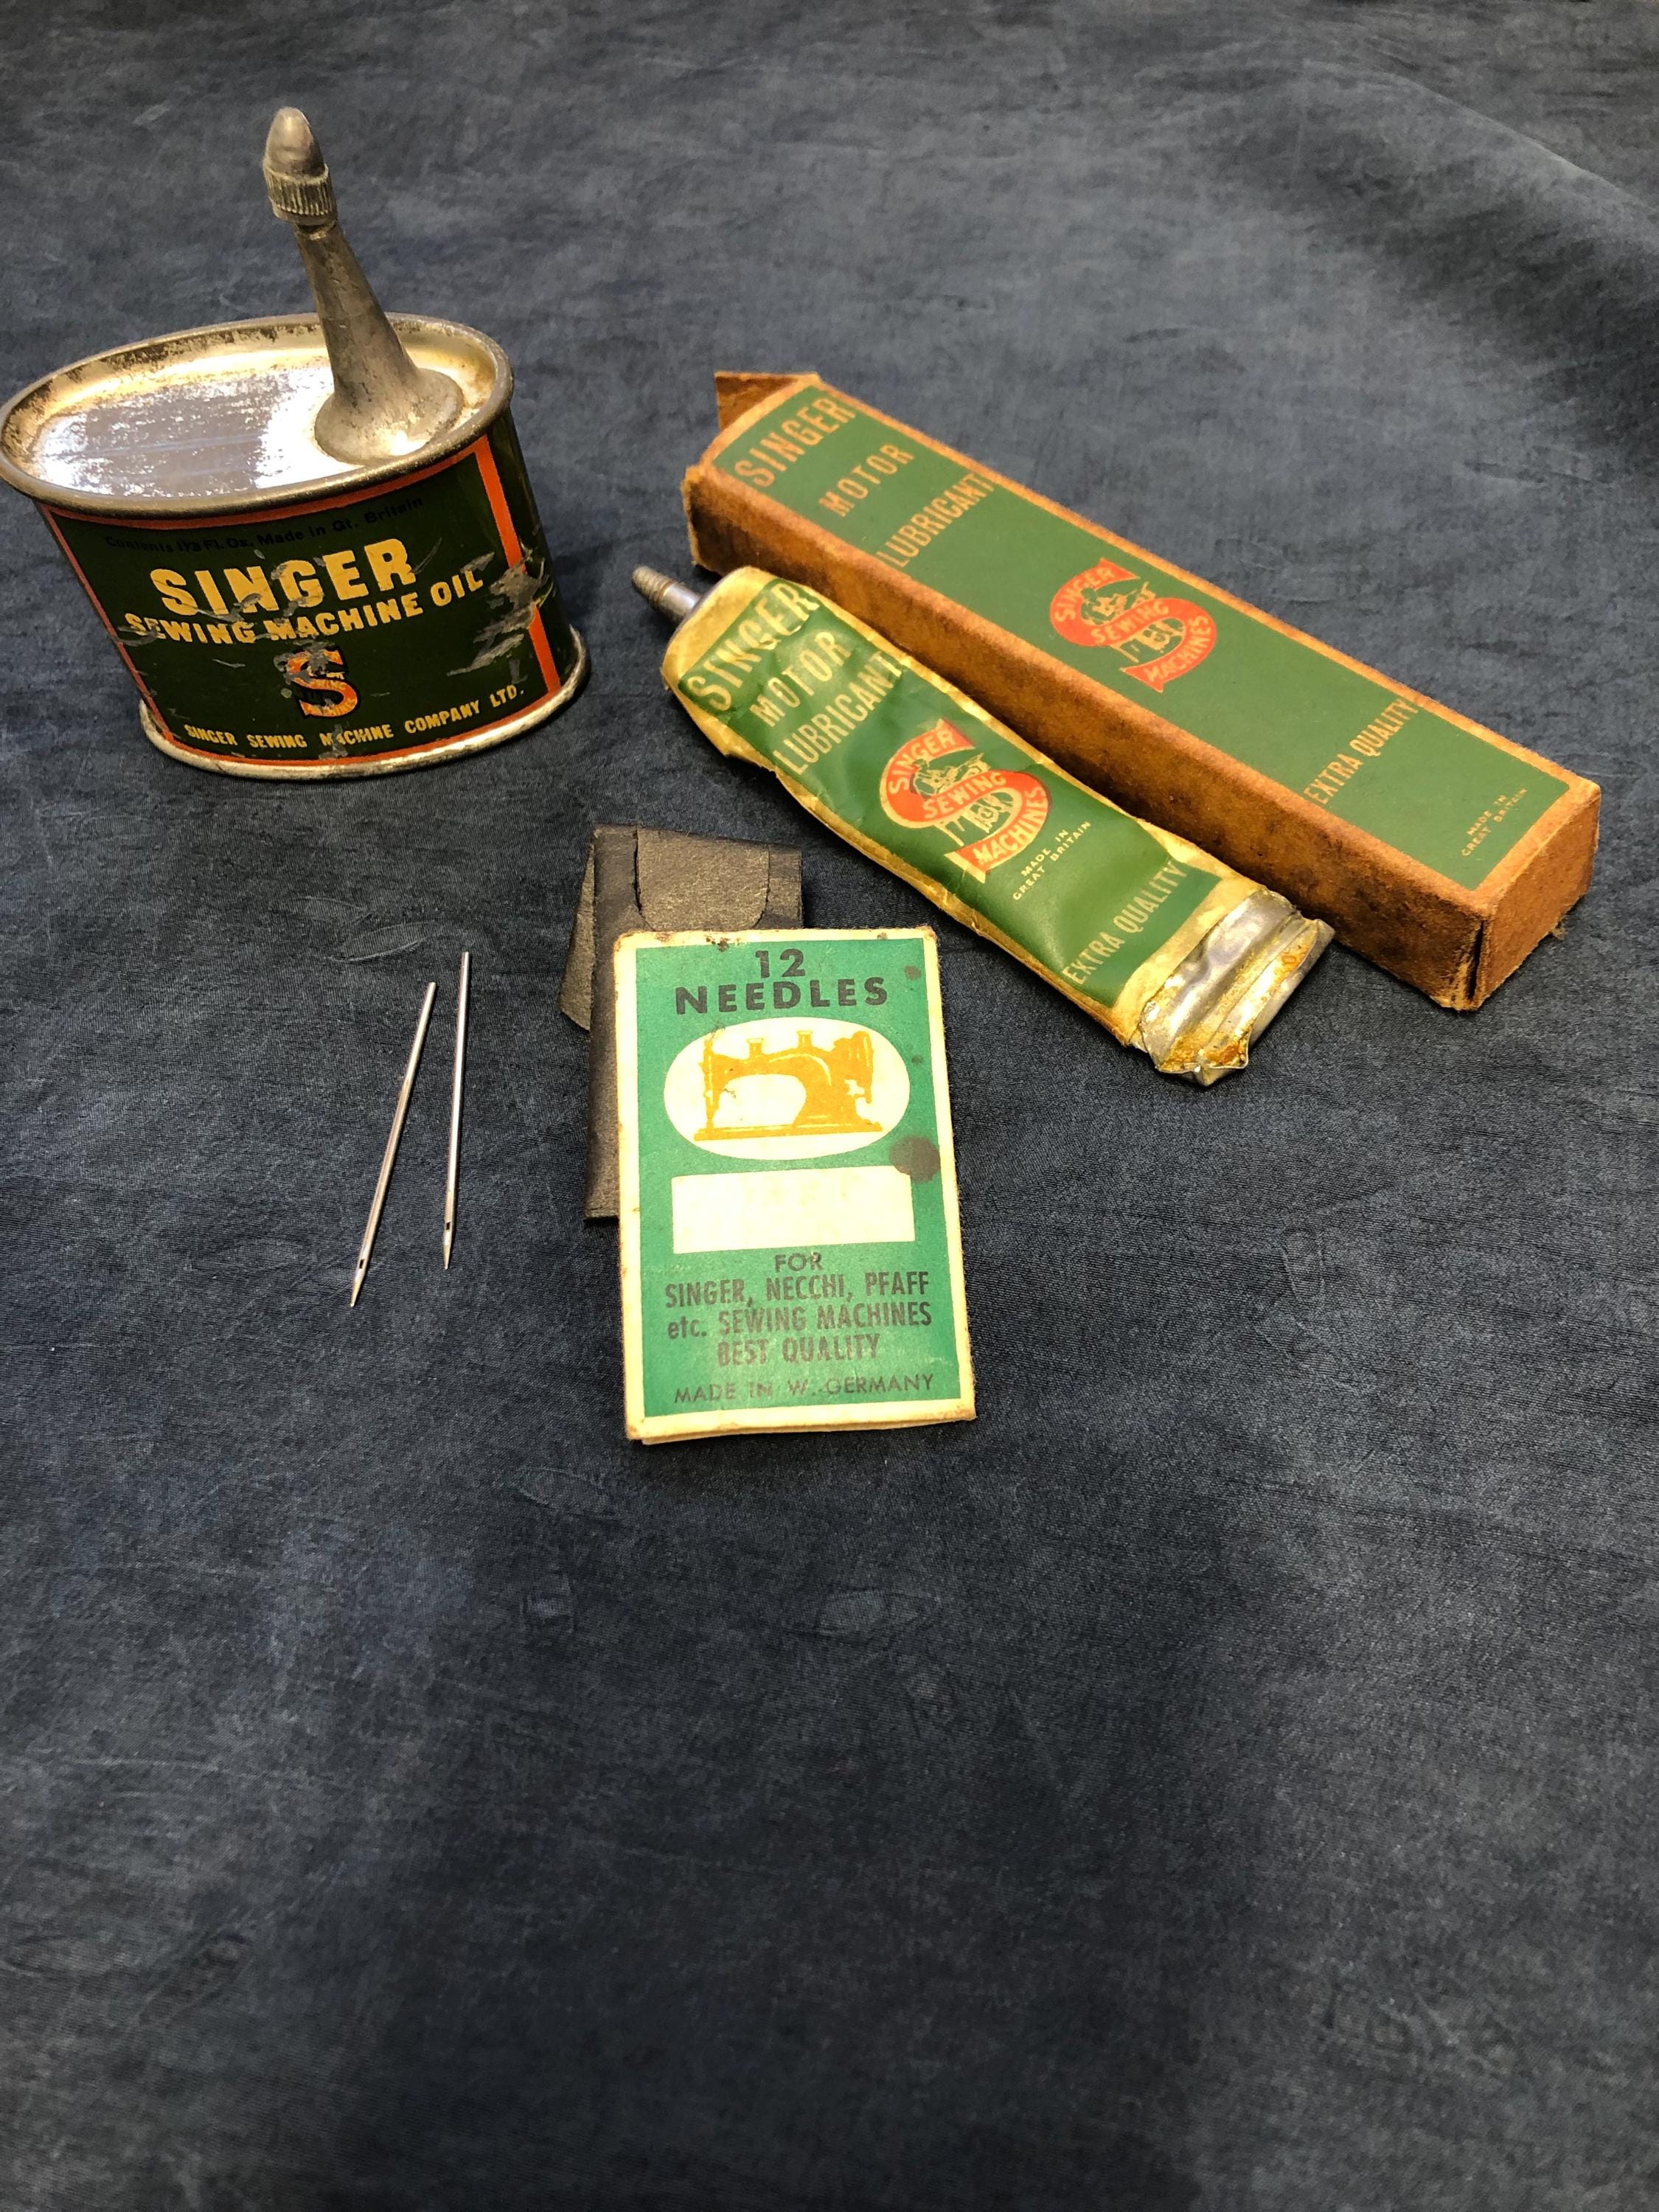 Contents 1⅓ Fl.Oz. Made in Gt. Britain
SINGER
SEWING MACHINE OIL
S
SINGER SEWING MACHINE COMPANY LTD.
SINGER
MOTOR
LUBRICANT
SINGER
SEWING
MACHINES
EXTRA QUALITY
MADE IN
GREAT BRITAIN
SINGER
MOTOR
LUBRICANT
SINGER
SEWING
MACHINES
MADE IN
GREAT BRITAIN
EXTRA QUALITY
12
NEEDLES
FOR
SINGER, NECCHI, PFAFF
etc. SEWING MACHINES
BEST QUALITY
MADE IN W.-GERMANY